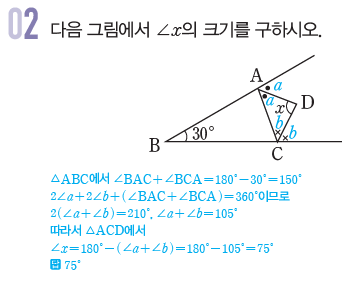 02 다음 그림에서 ∠x의 크기를 구하시오.
A
a
a
x
D
b
b
B
30°
C
△ABC에서 ∠BAC+∠BCA=180°-30°=150°
2∠a+2∠b+(∠BAC+∠BCA)=360°이므로
2(∠a+∠b)=210°, ∠a+∠b=105°
따라서 △ACD에서
∠x=180°-(∠a+∠b)=180°-105°=75°
답 75°